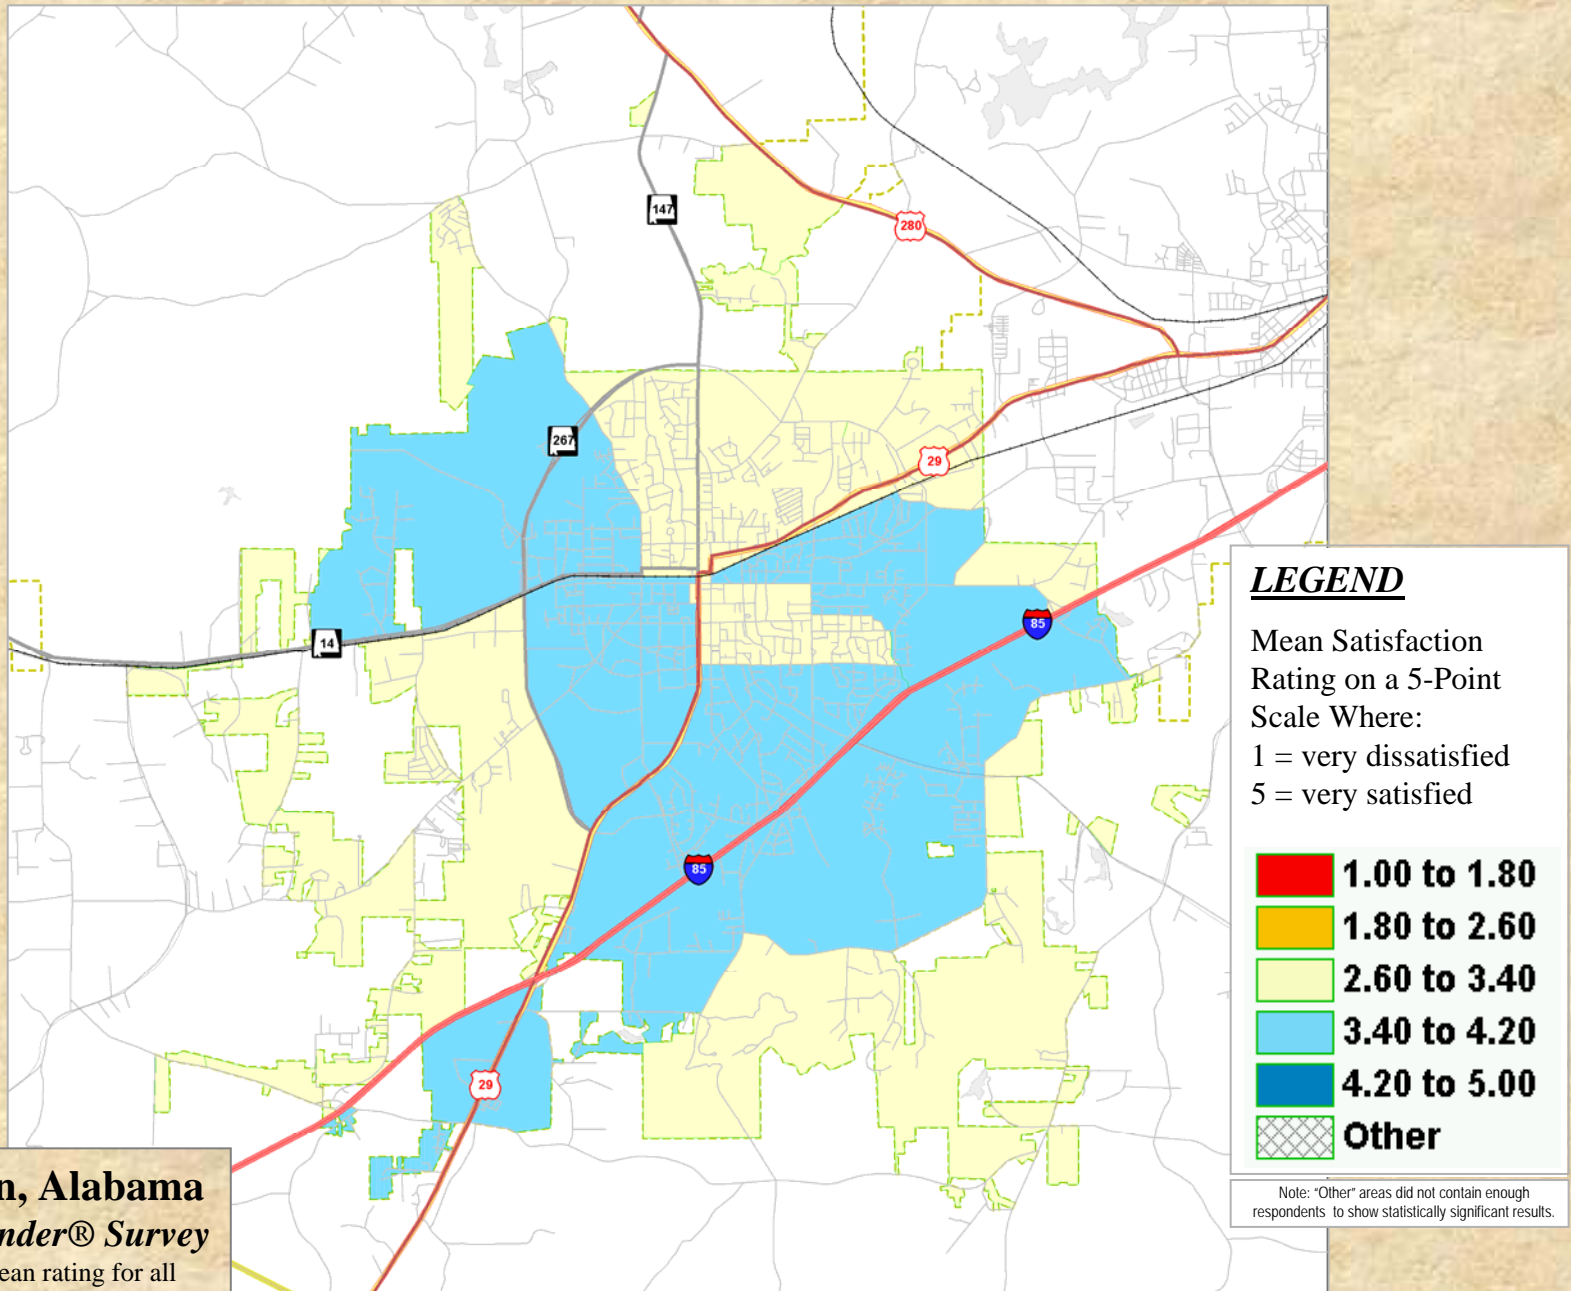 147
280
267
29
85
14
85
29
LEGEND
Mean Satisfaction
Rating on a 5-Point
Scale Where:
1 = very dissatisfied
5 = very satisfied
1.00 to 1.80
1.80 to 2.60
2.60 to 3.40
3.40 to 4.20
4.20 to 5.00
Other
Note: "Other" areas did not contain enough
respondents to show statistically significant results.
n, Alabama
nder® Survey
ean rating for all